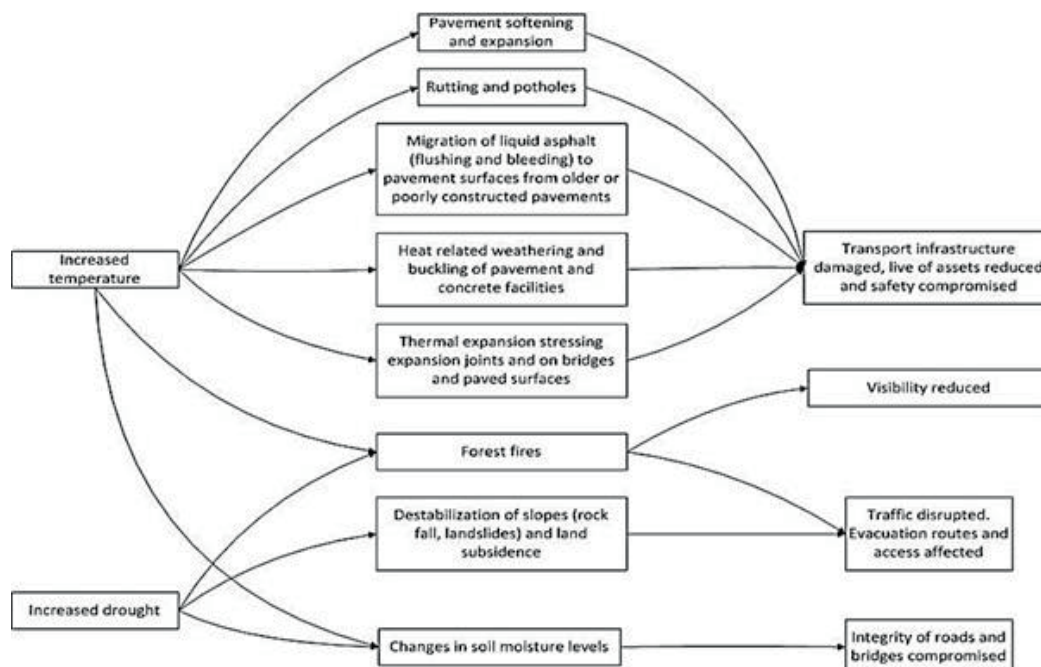 Pavement softening
and expansion
Rutting and potholes
Migration of liquid asphalt
(flushing and bleeding) to
pavement surfaces from older or
poorly constructed pavements
Increased
temperature
Heat related weathering and
buckling of pavement and
concrete facilities
Transport infrastructure
damaged, live of assets reduced
and safety compromised
Thermal expansion stressing
expansion joints and on bridges
and paved surfaces
Visibility reduced
Forest fires
Destabilization of slopes (rock
fall, landslides) and land
subsidence
Traffic disrupted.
Evacuation routes and
access affected
Increased drought
Changes in soil moisture levels
Integrity of roads and
bridges compromised